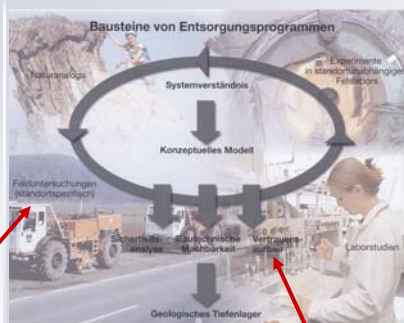 Bausteine von Entsorgungsprogrammen
Naturanaloga
Experimente
in standortunabhängigen
Felslabors
Systemverständnis
Konzeptuelles Modell
Felduntersuchungen
(standortspezifisch)
Sicherheits-
analyse
Bautechnische
Machbarkeit
Vertrauens-
aufbau
Laborstudien
Geologisches Tiefenlager